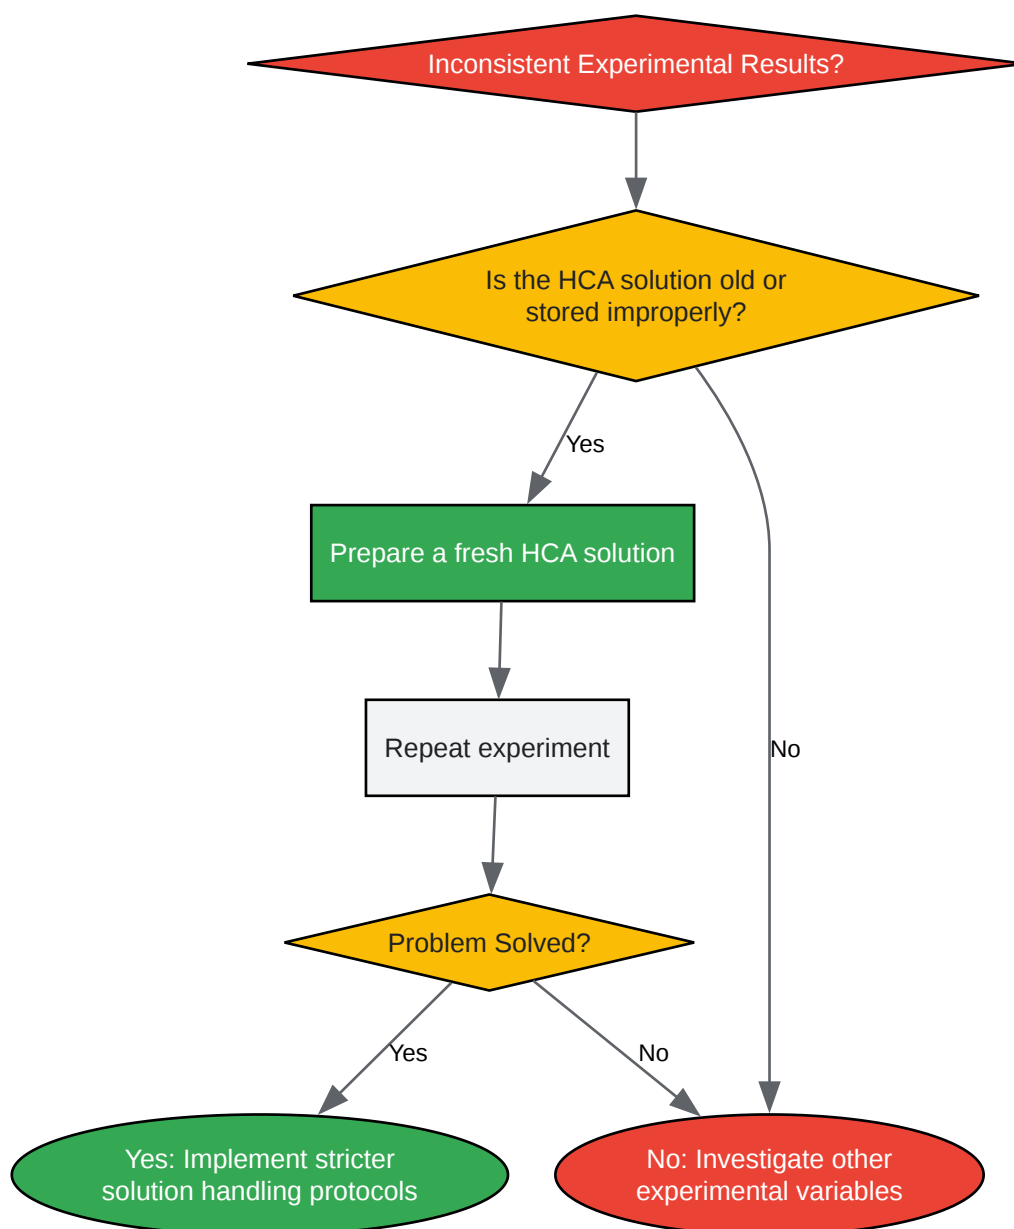 Inconsistent Experimental Results?
Is the HCA solution old or
stored improperly?
Yes
Prepare a fresh HCA solution
Repeat experiment
No
Problem Solved?
Yes
No
Yes: Implement stricter
solution handling protocols
No: Investigate other
experimental variables